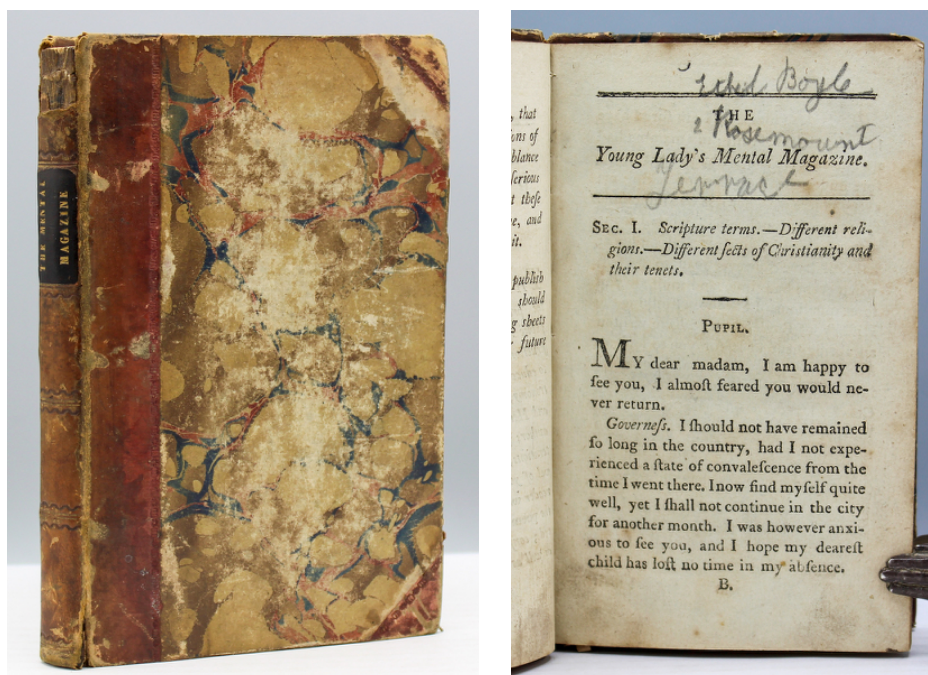 THE MENTAL
MAGAZINE
, that
ons of
blance
ſerious
t theſe
e, and
it.
publiſh
ſhould
g sheets
future
Ethel Boyle
THE
2 Rosemount
Young Lady's Mental Magazine.
Terrace
SEC. I. Scripture terms.—Different reli-
gions.—Different ſects of Chriſtianity and
their tenets.
PUPIL.
MY dear madam, I am happy to
ſee you, I almoſt feared you would ne-
ver return.
Governeſs. I ſhould not have remained
ſo long in the country, had I not expe-
rienced a ſtate of convaleſcence from the
time I went there. I now find myſelf quite
well, yet I ſhall not continue in the city
for another month. I was however anxi-
ous to ſee you, and I hope my deareſt
child has loſt no time in my abſence.
B.